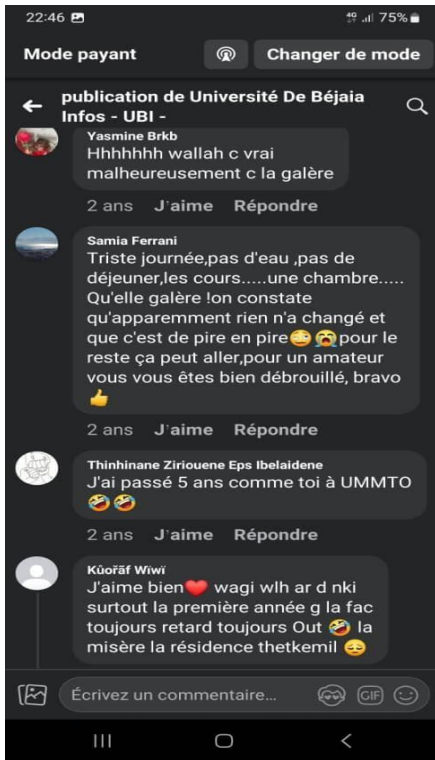 22:46 4G 75%
Mode payant Changer de mode
publication de Université De Béjaia
Infos - UBI -
Yasmine Brkb
Hhhhhhh wallah c vrai
malheureusement c la galère
2 ans J'aime Répondre
Samia Ferrani
Triste journée,pas d'eau ,pas de
déjeuner,les cours.....une chambre.....
Qu'elle galère !on constate
qu'apparemment rien n'a changé et
que c'est de pire en pire😳😭pour le
reste ça peut aller,pour un amateur
vous vous êtes bien débrouillé, bravo
👍
2 ans J'aime Répondre
Thinhinane Ziriouene Eps Ibelaidene
J'ai passé 5 ans comme toi à UMMTO
🤣🤣
2 ans J'aime Répondre
Kûořãf Wïwï
J'aime bien❤️ wagi wlh ar d nki
surtout la première année g la fac
toujours retard toujours Out 🤣 la
misère la résidence thetkemil 😔
Écrivez un commentaire... GIF